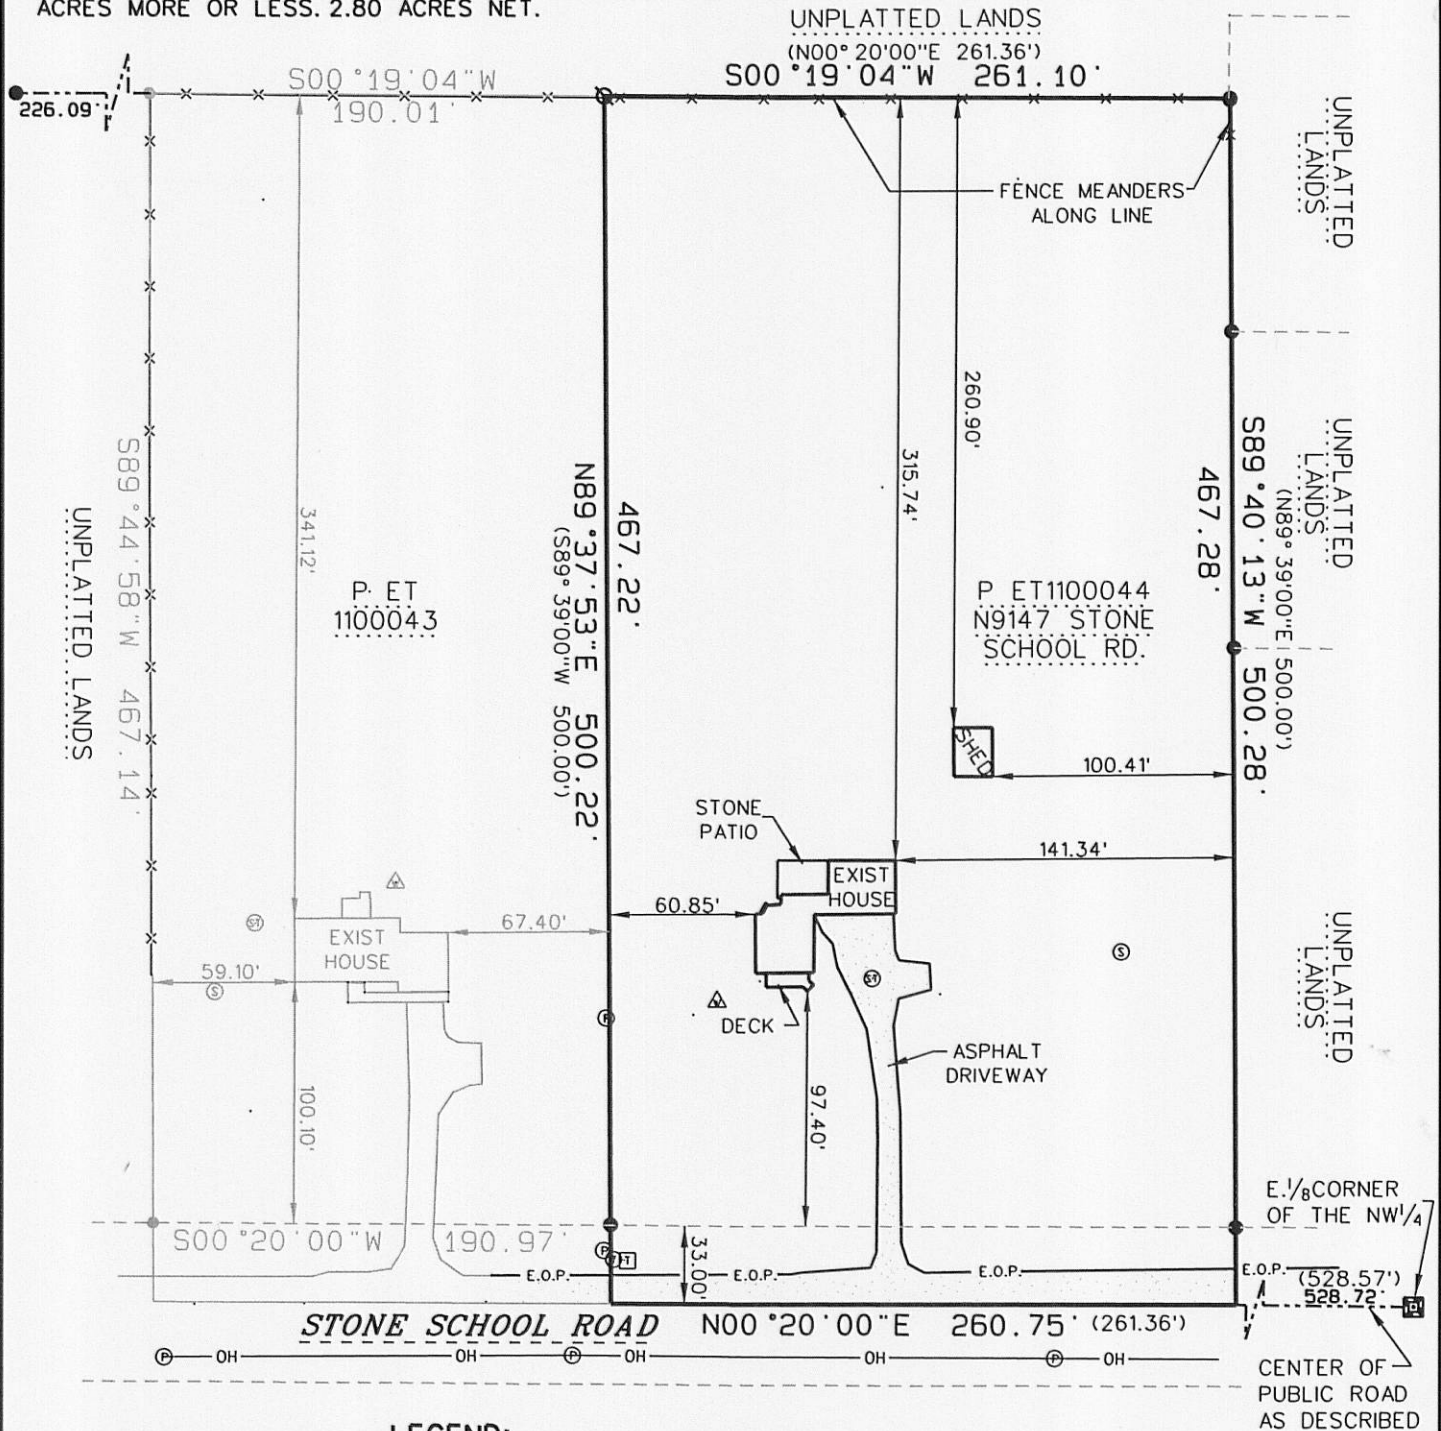 ACRES MORE OR LESS. 2.80 ACRES NET.
UNPLATTED LANDS
(N00°20'00"E 261.36')
S00°19'04"W 261.10'
S00°19'04"W
190.01'
226.09'
UNPLATTED
LANDS
FENCE MEANDERS
ALONG LINE
260.90'
315.74'
341.12'
UNPLATTED
LANDS
(N89°39'00"E 500.00')
S89°40'13"W 500.28'
467.28'
467.22'
N89°37'53"E 500.22'
(S89°39'00"W 500.00')
S89°44'58"W 467.14'
UNPLATTED LANDS
P ET
1100043
P ET1100044
N9147 STONE
SCHOOL RD.
SHED
100.41'
STONE
PATIO
141.34'
EXIST
HOUSE
60.85'
67.40'
EXIST
HOUSE
59.10'
ST
S
S
ST
UNPLATTED
LANDS
P
DECK
ASPHALT
DRIVEWAY
97.40'
100.10'
E.1/8CORNER
OF THE NW1/4
S00°20'00"W 190.97'
P
T
33.00'
E.O.P.
E.O.P.
E.O.P.
E.O.P.
(528.57')
528.72'
STONE SCHOOL ROAD
N00°20'00"E 260.75' (261.36')
P OH OH P OH OH P OH
CENTER OF
PUBLIC ROAD
AS DESCRIBED
LEGEND: